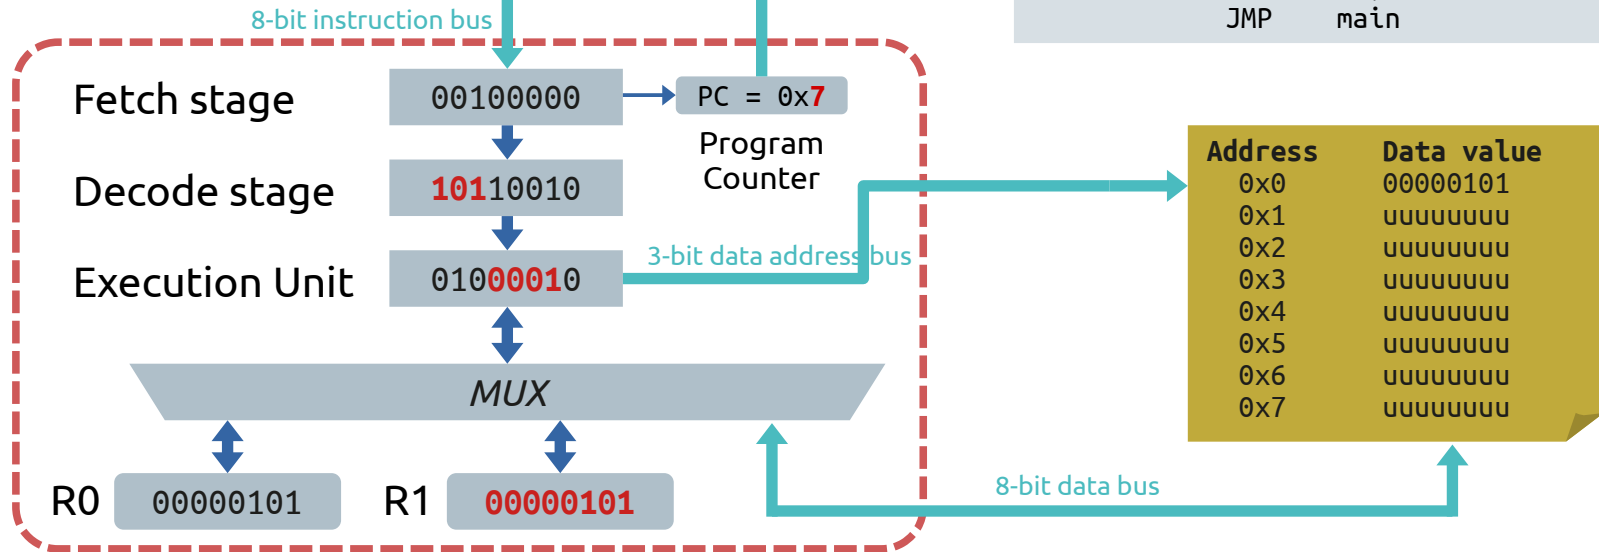 8-bit instruction bus
JMP main
Fetch stage
00100000
PC = 0x7
Program
Counter
Decode stage
10110010
Execution Unit
01000010
3-bit data address bus
MUX
R0
00000101
R1
00000101
8-bit data bus
Address Data value
0x0 00000101
0x1 uuuuuuuu
0x2 uuuuuuuu
0x3 uuuuuuuu
0x4 uuuuuuuu
0x5 uuuuuuuu
0x6 uuuuuuuu
0x7 uuuuuuuu